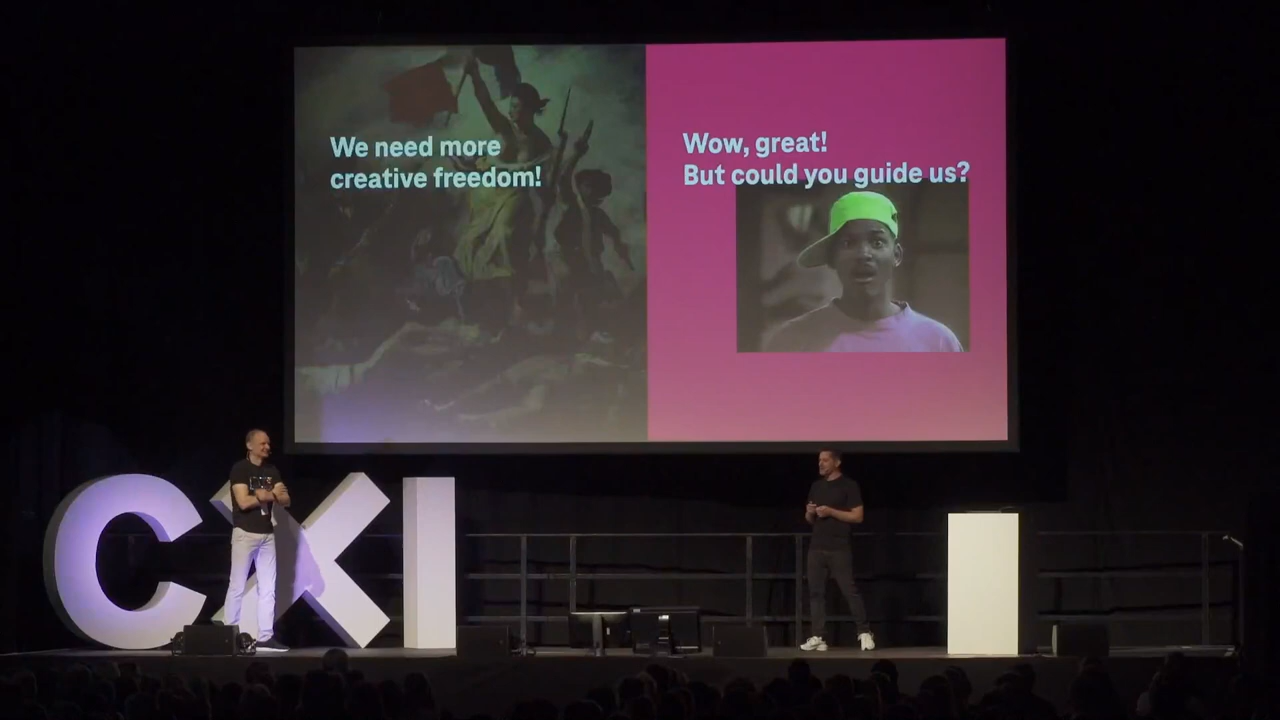 We need more
creative freedom!
Wow, great!
But could you guide us?
CXI